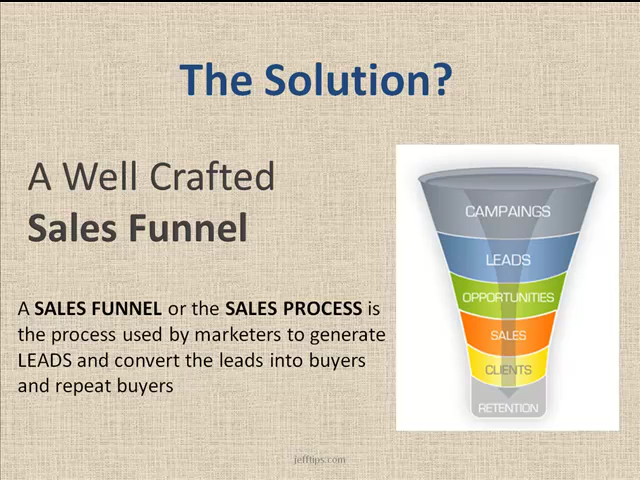 The Solution?
A Well Crafted
Sales Funnel
A SALES FUNNEL or the SALES PROCESS is
the process used by marketers to generate
LEADS and convert the leads into buyers
and repeat buyers
CAMPAINGS
LEADS
OPPORTUNITIES
SALES
CLIENTS
RETENTION
jefftips.com